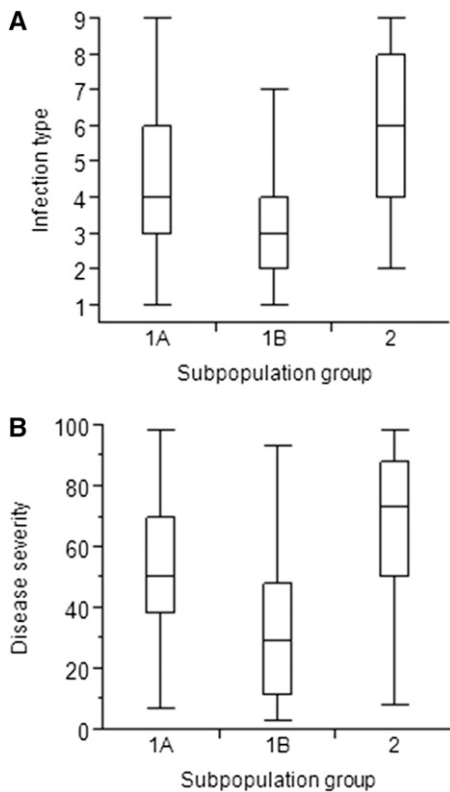 A
Infection type
9
8
7
6
5
4
3
2
1
1A 1B 2
Subpopulation group
B
Disease severity
100
80
60
40
20
0
1A 1B 2
Subpopulation group